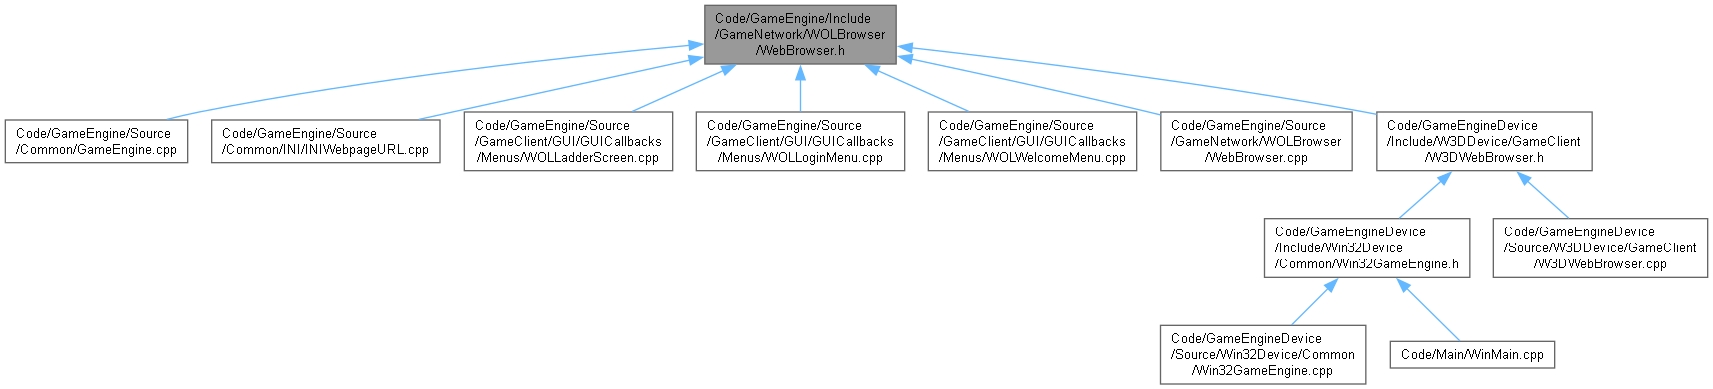 Code/GameEngine/Include
/GameNetwork/WOLBrowser
/WebBrowser.h
Code/GameEngine/Source
/Common/GameEngine.cpp
Code/GameEngine/Source
/Common/INI/INIWebpageURL.cpp
Code/GameEngine/Source
/GameClient/GUI/GUICallbacks
/Menus/WOLLadderScreen.cpp
Code/GameEngine/Source
/GameClient/GUI/GUICallbacks
/Menus/WOLLoginMenu.cpp
Code/GameEngine/Source
/GameClient/GUI/GUICallbacks
/Menus/WOLWelcomeMenu.cpp
Code/GameEngine/Source
/GameNetwork/WOLBrowser
/WebBrowser.cpp
Code/GameEngineDevice
/Include/W3DDevice/GameClient
/W3DWebBrowser.h
Code/GameEngineDevice
/Include/Win32Device
/Common/Win32GameEngine.h
Code/GameEngineDevice
/Source/W3DDevice/GameClient
/W3DWebBrowser.cpp
Code/GameEngineDevice
/Source/Win32Device/Common
/Win32GameEngine.cpp
Code/Main/WinMain.cpp